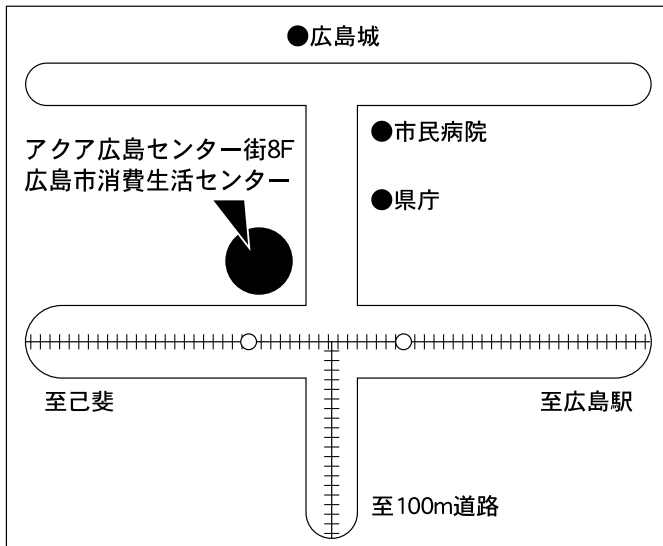 ●広島城
●市民病院
アクア広島センター街8F
広島市消費生活センター
●県庁
至己斐
至広島駅
至100m道路